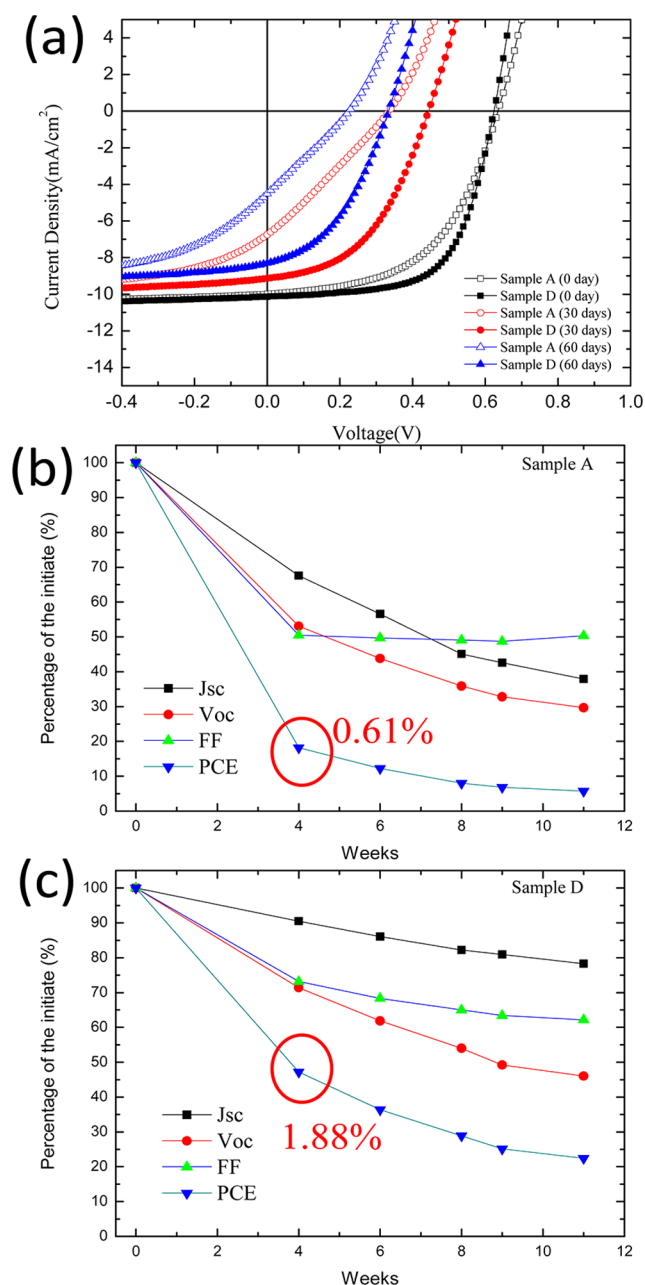 (a)
Current Density(mA/cm²)
4
2
0
-2
-4
-6
-8
-10
-12
-14
Sample A (0 day)
Sample D (0 day)
Sample A (30 days)
Sample D (30 days)
Sample A (60 days)
Sample D (60 days)
-0.4 -0.2 0.0 0.2 0.4 0.6 0.8 1.0
Voltage(V)
(b)
Sample A
Percentage of the initiate (%)
100
90
80
70
60
50
40
30
20
10
0
Jsc
Voc
FF
PCE
0.61%
0 2 4 6 8 10 12
Weeks
(c)
Sample D
Percentage of the initiate (%)
100
90
80
70
60
50
40
30
20
10
0
Jsc
Voc
FF
PCE
1.88%
0 2 4 6 8 10 12
Weeks